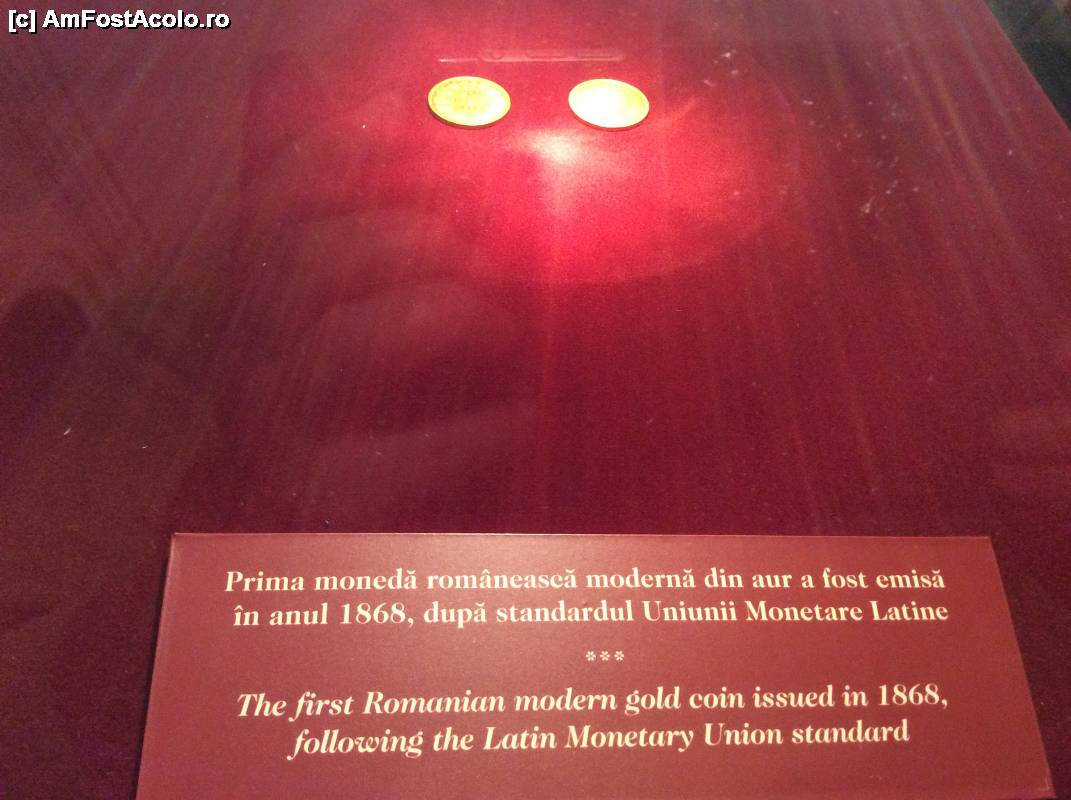 [c] AmFostAcolo.ro
Prima monedă românească modernă din aur a fost emisă
în anul 1868, după standardul Uniunii Monetare Latine
***
The first Romanian modern gold coin issued in 1868,
following the Latin Monetary Union standard